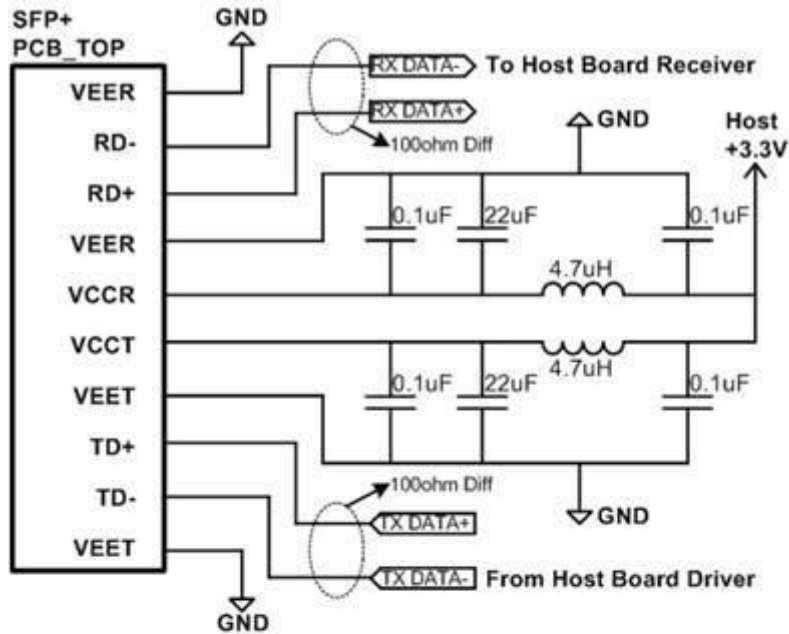 SFP+
PCB_TOP
GND
VEER
RX DATA-
To Host Board Receiver
RD-
RX DATA+
100ohm Diff
GND
Host
+3.3V
RD+
VEER
0.1uF
22uF
0.1uF
4.7uH
VCCR
VCCT
4.7uH
0.1uF
22uF
0.1uF
VEET
TD+
100ohm Diff
TD-
TX DATA+
GND
VEET
TX DATA-
From Host Board Driver
GND